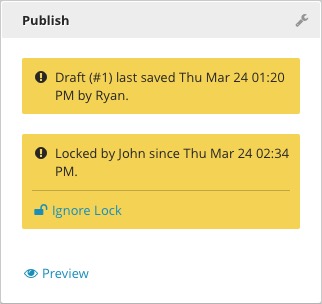 Publish
Draft (#1) last saved Thu Mar 24 01:20
PM by Ryan.
Locked by John since Thu Mar 24 02:34
PM.
Ignore Lock
Preview